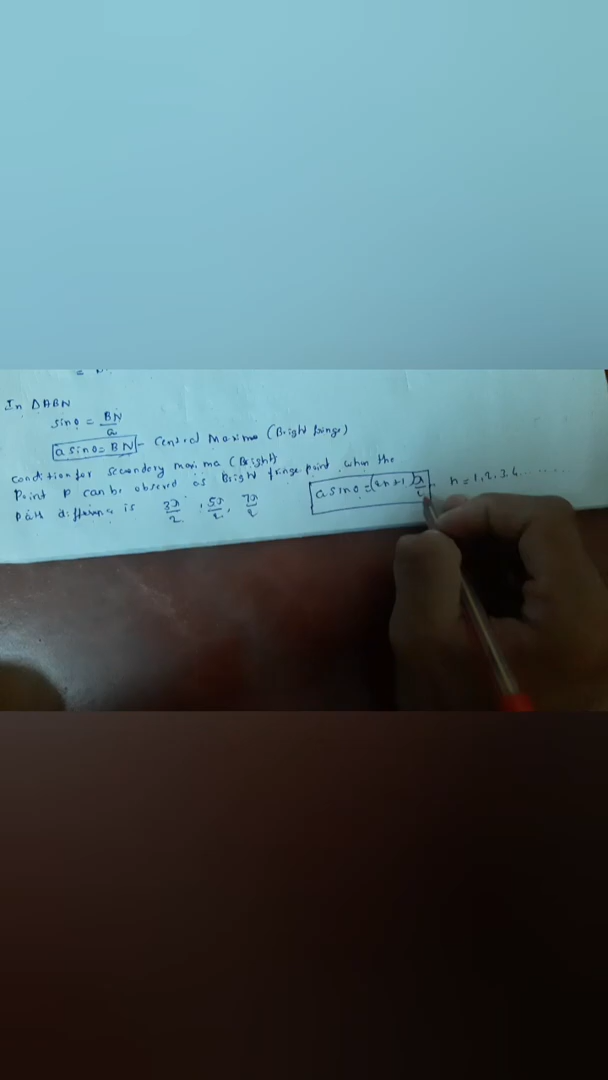 In ΔABN
sinθ = BN/a
a sinθ = BN - Central Maxima (Bright fringe)
condition for secondary maxima (Bright)
Point P can be observed as Bright fringe point when the
path difference is 3λ/2, 5λ/2, 7λ/2
a sinθ = (2n+1) λ/2 - n = 1, 2, 3, 4 ........